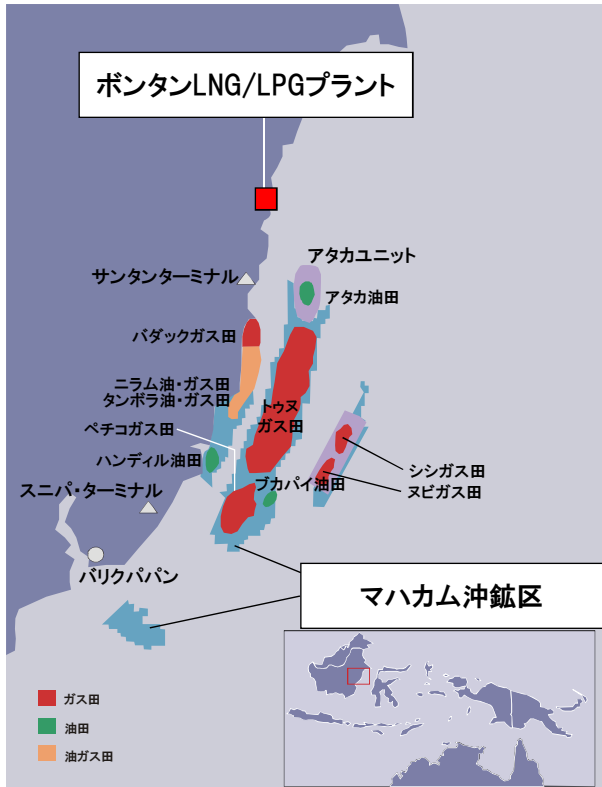 ボンタンLNG/LPGプラント
アタカユニット
サンタンターミナル
アタカ油田
バダックガス田
ニラム油・ガス田
タンボラ油・ガス田
トゥヌ
ガス田
ペチコガス田
ハンディル油田
シシガス田
ブカパイ油田
ヌビガス田
スニパ・ターミナル
バリクパパン
マハカム沖鉱区
ガス田
油田
油ガス田